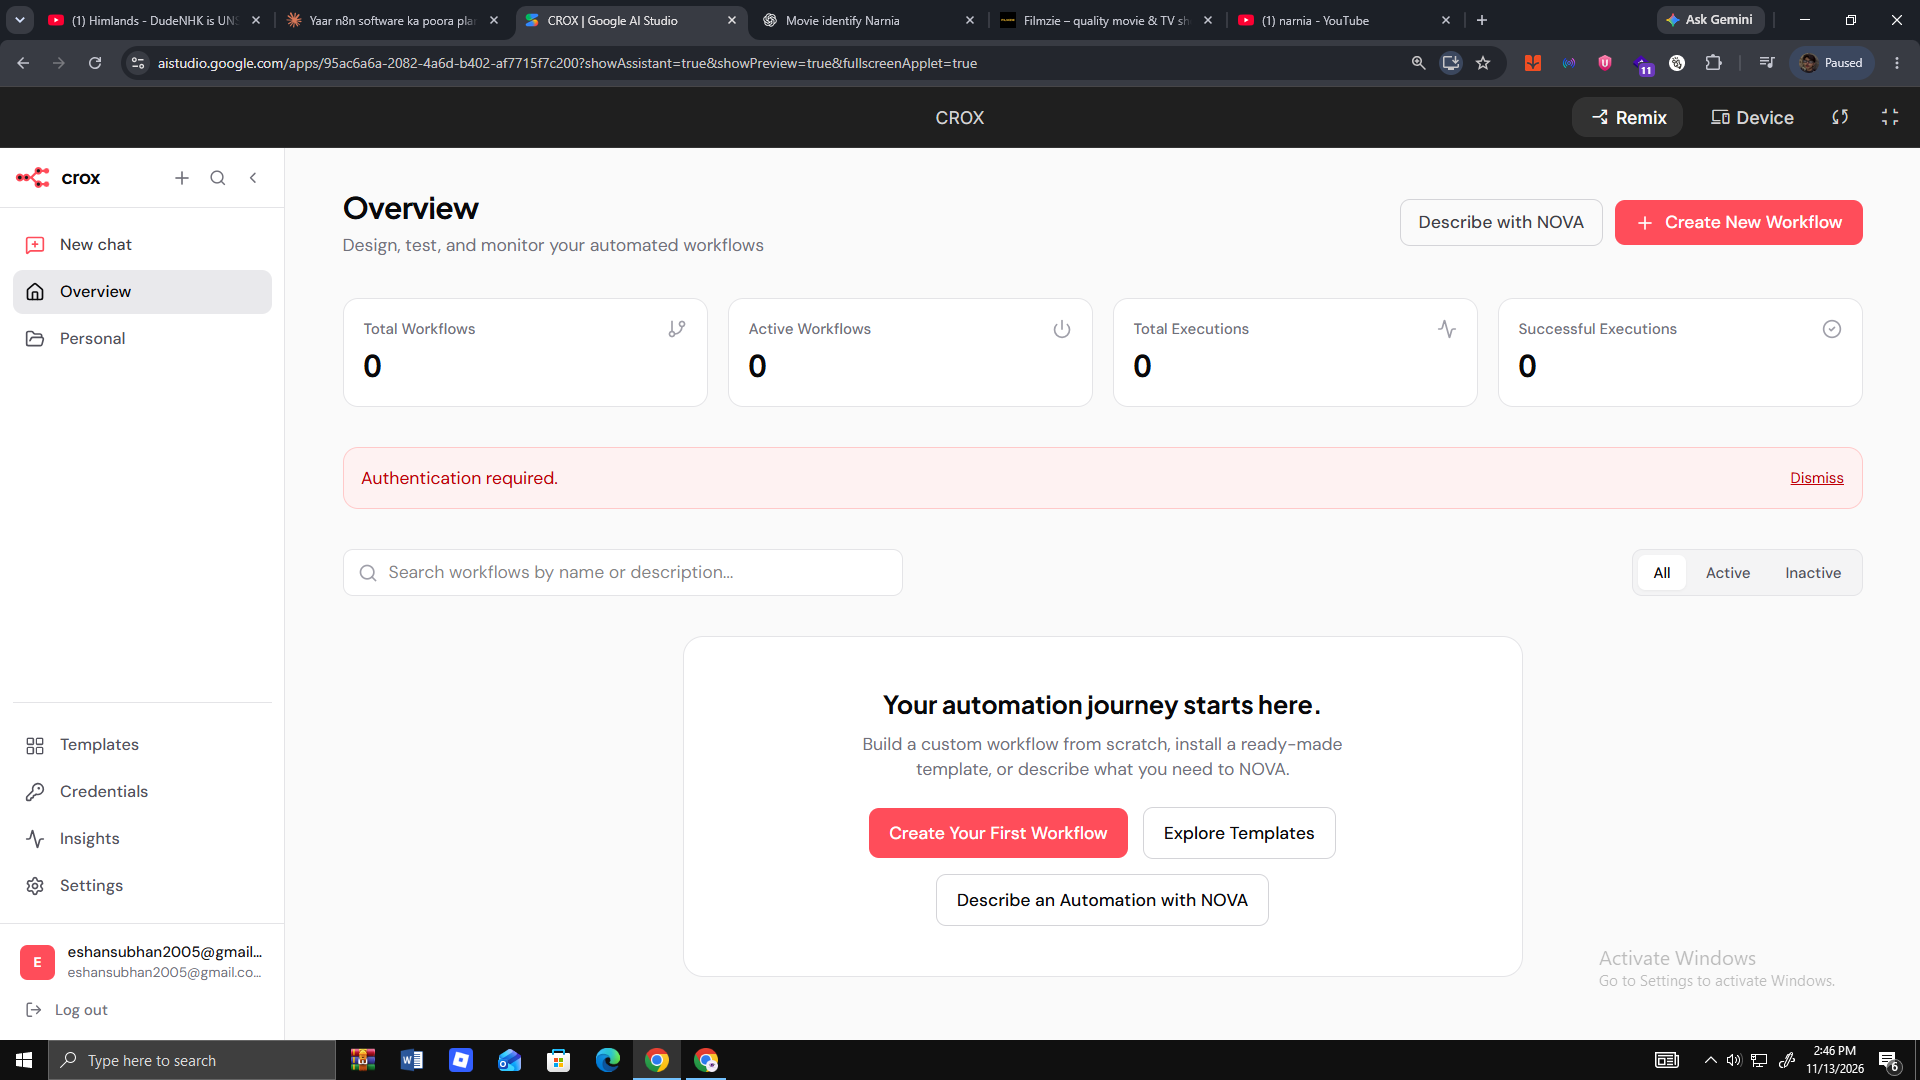 (1) Himlands - DudeNHK is UNS
Yaar n8n software ka poora pla
CROX | Google AI Studio
Movie identify Narnia
Filmzie – quality movie & TV sh
(1) narnia - YouTube
Ask Gemini
aistudio.google.com/apps/95ac6a6a-2082-4a6d-b402-af7715f7c200?showAssistant=true&showPreview=true&fullscreenApplet=true
11
Paused
CROX
Remix
Device
crox
New chat
Overview
Personal
Templates
Credentials
Insights
Settings
E
eshansubhan2005@gmail...
eshansubhan2005@gmail.co...
Log out
Overview
Design, test, and monitor your automated workflows
Describe with NOVA
Create New Workflow
Total Workflows
0
Active Workflows
0
Total Executions
0
Successful Executions
0
Authentication required.
Dismiss
Search workflows by name or description...
All
Active
Inactive
Your automation journey starts here.
Build a custom workflow from scratch, install a ready-made
template, or describe what you need to NOVA.
Create Your First Workflow
Explore Templates
Describe an Automation with NOVA
Activate Windows
Go to Settings to activate Windows.
Type here to search
2:46 PM
11/13/2026
6